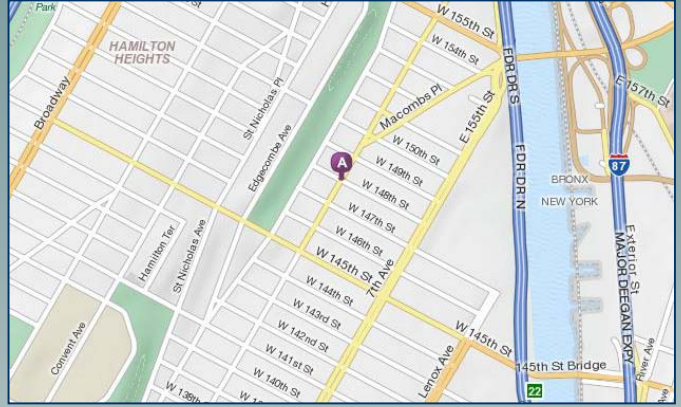 Park
HAMILTON
HEIGHTS
Broadway
St Nicholas Pl
Edgecombe Ave
W 155th St
W 154th St
Macombs Pl
E 155th St
FDR DR S
E 157th St
A
W 150th St
W 149th St
W 148th St
W 147th St
W 146th St
W 145th St
87
BRONX
NEW YORK
FDR DR N
Exterior St
MAJOR DEEGAN EXPY
Hamilton Ter
St Nicholas Ave
7th Ave
W 144th St
W 143rd St
W 142nd St
W 141st St
W 140th St
W 138th
Convent Ave
Lenox Ave
W 145th St
145th St Bridge
22
River Ave
Ave